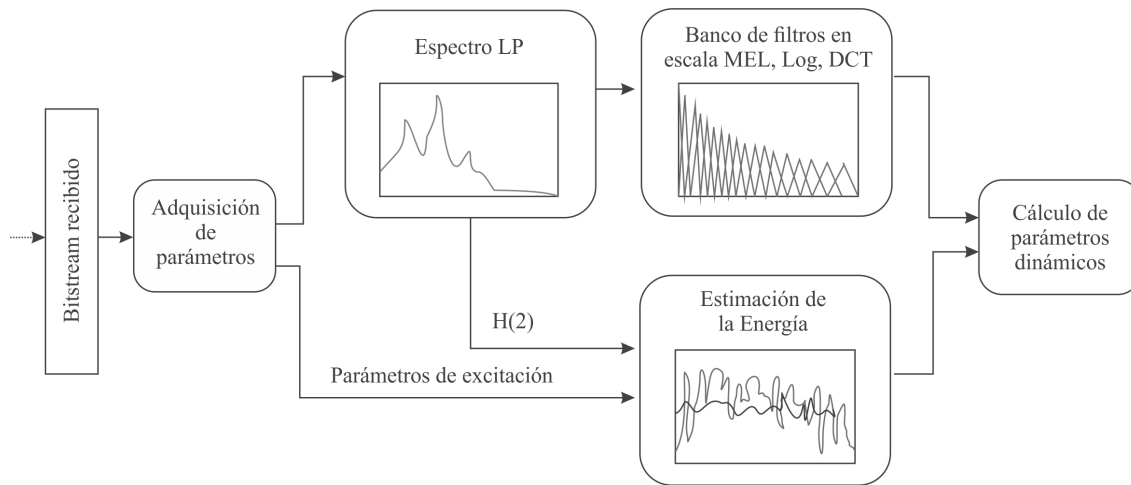 Bitstream recibido
Adquisición
de
parámetros
Espectro LP
Banco de filtros en
escala MEL, Log, DCT
H(2)
Parámetros de excitación
Estimación de
la Energía
Cálculo de
parámetros
dinámicos